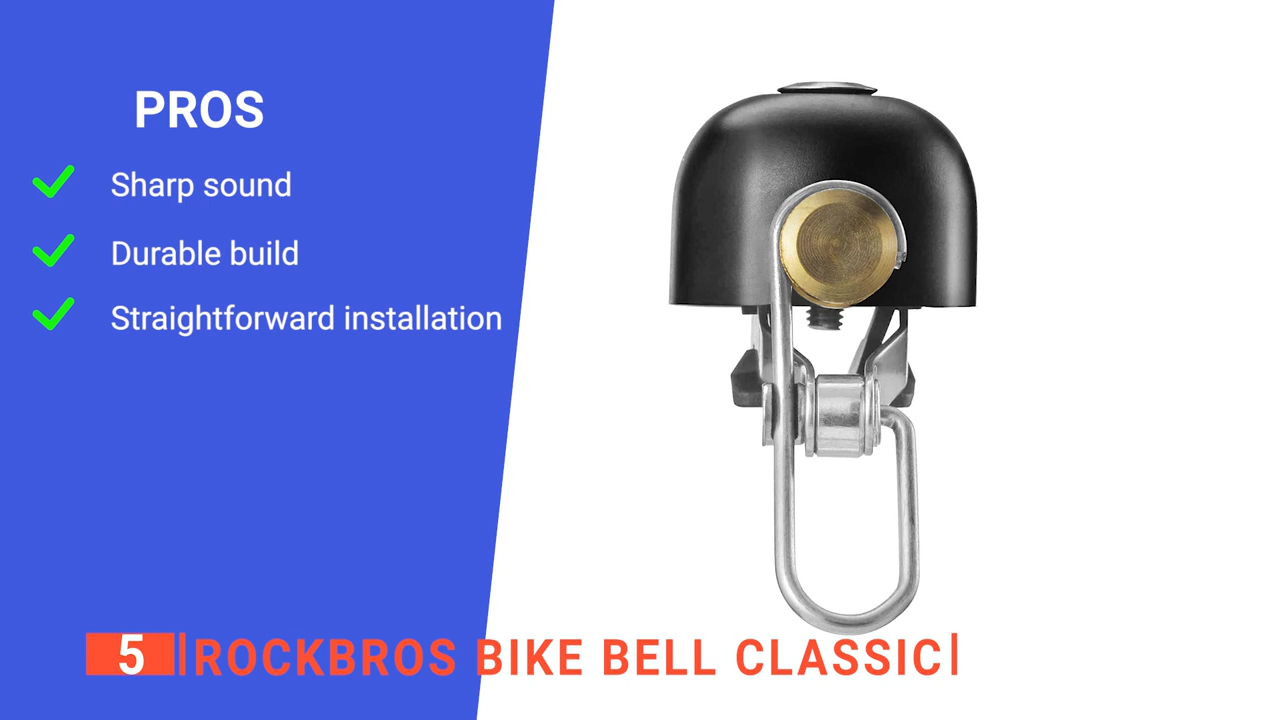 PROS
Sharp sound
Durable build
Straightforward installation
5 |ROCKBROS BIKE BELL CLASSIC|